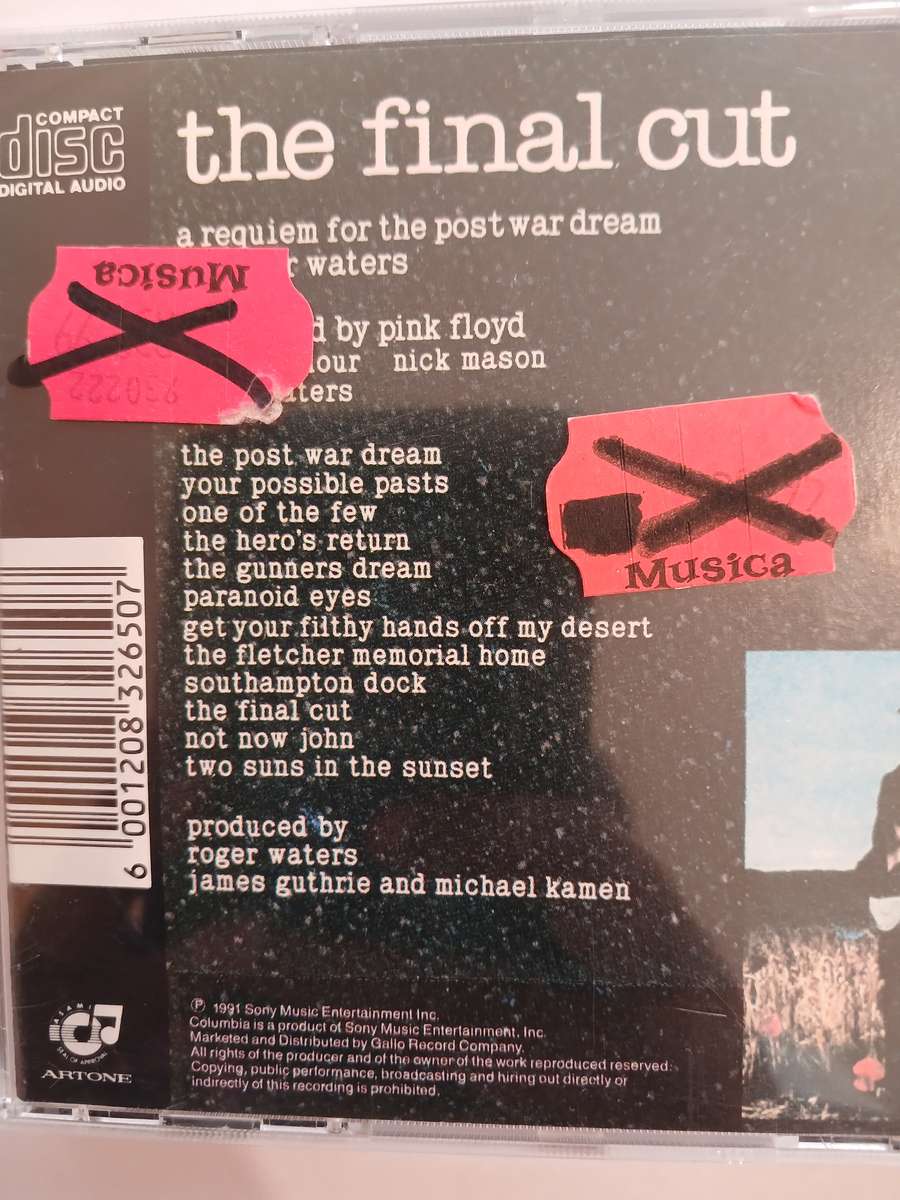 COMPACT
disc
DIGITAL AUDIO
the final cut
a requiem for the post war dream
waters
Musica
by pink floyd
nick mason
930222
the post war dream
your possible pasts
one of the few
the hero's return
the gunners dream
paranoid eyes
get your filthy hands off my desert
the fletcher memorial home
southampton dock
the final cut
not now john
two suns in the sunset
Musica
6 001208 326507
produced by
roger waters
james guthrie and michael kamen
℗ 1991 Sony Music Entertainment Inc.
Columbia is a product of Sony Music Entertainment, Inc.
Marketed and Distributed by Gallo Record Company.
All rights of the producer and of the owner of the work reproduced reserved.
Copying, public performance, broadcasting and hiring out directly or
indirectly of this recording is prohibited.
SEAL OF APPROVAL
ARTONE